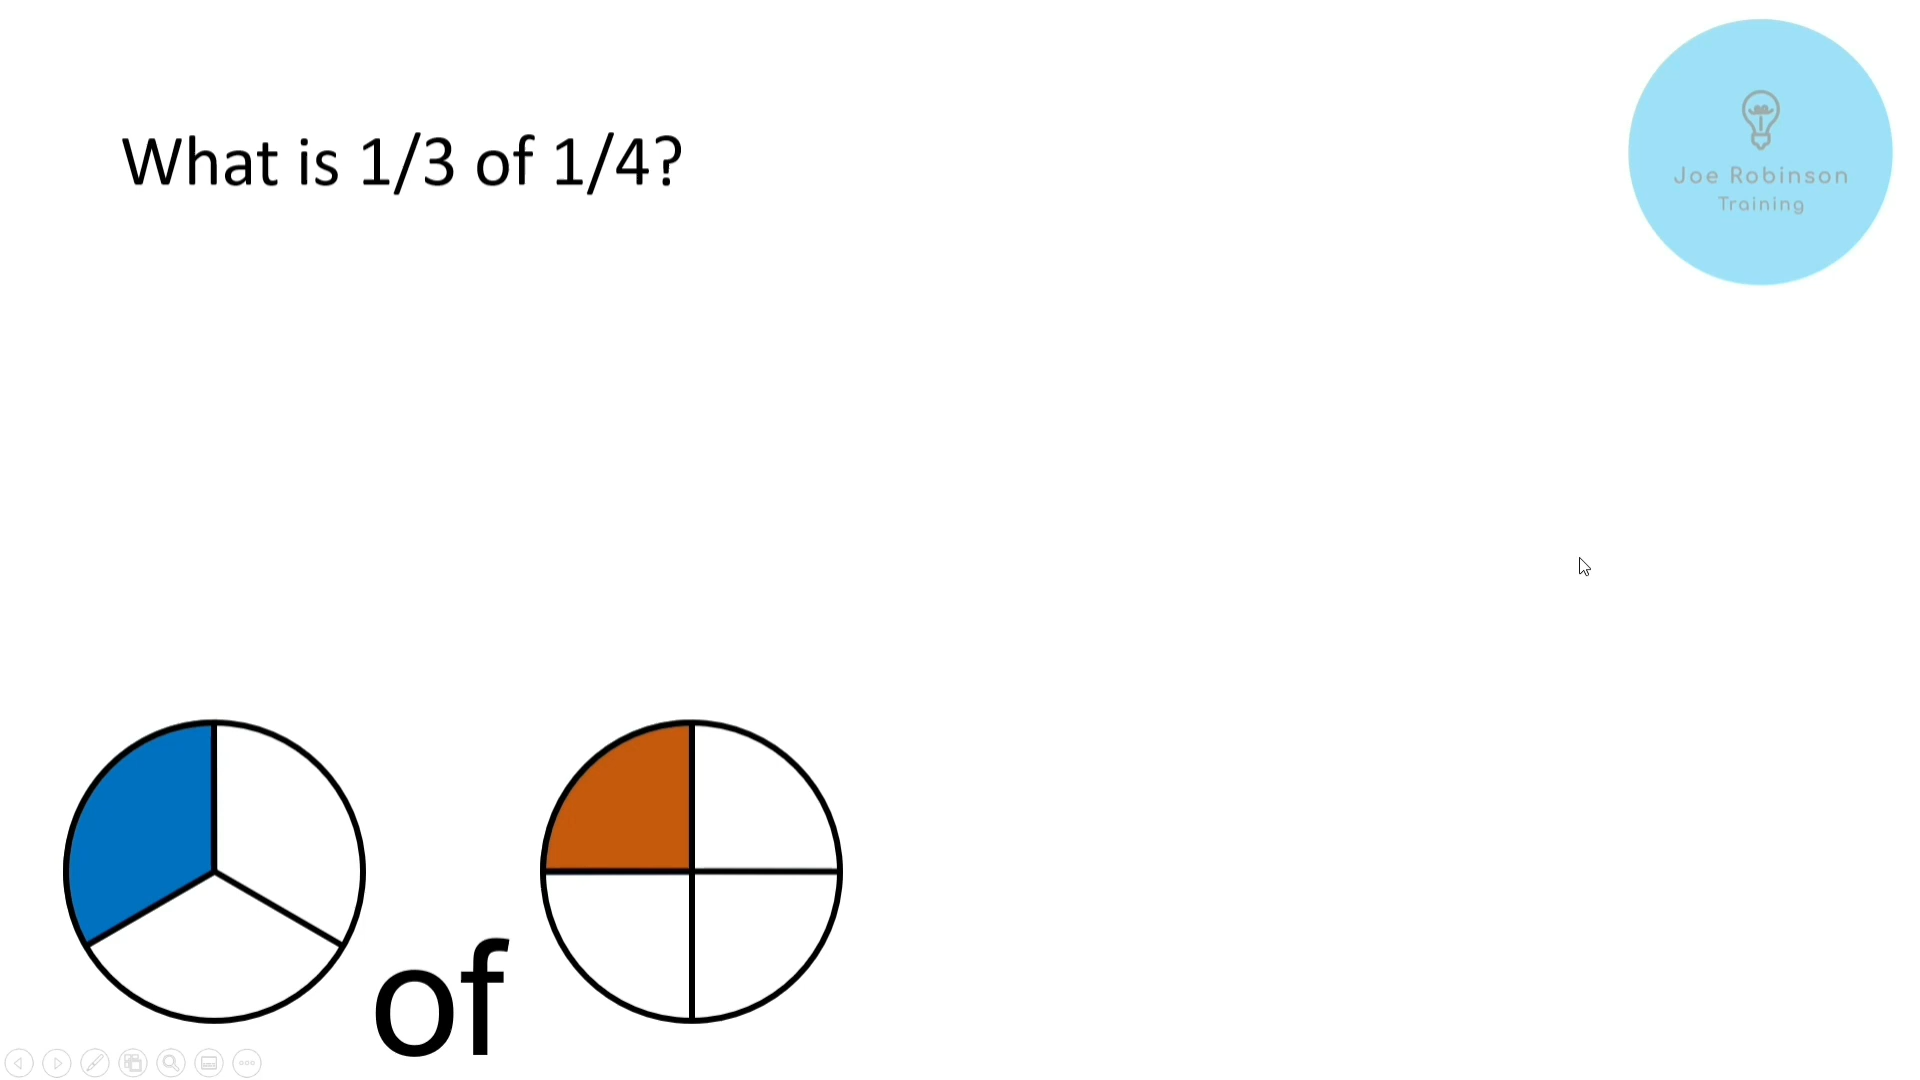 What is 1/3 of 1/4?
Joe Robinson
Training
of